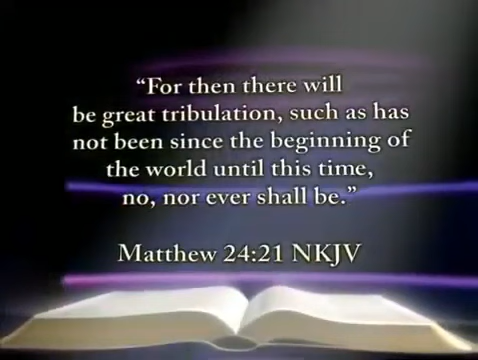 “For then there will
be great tribulation, such as has
not been since the beginning of
the world until this time,
no, nor ever shall be.”
Matthew 24:21 NKJV